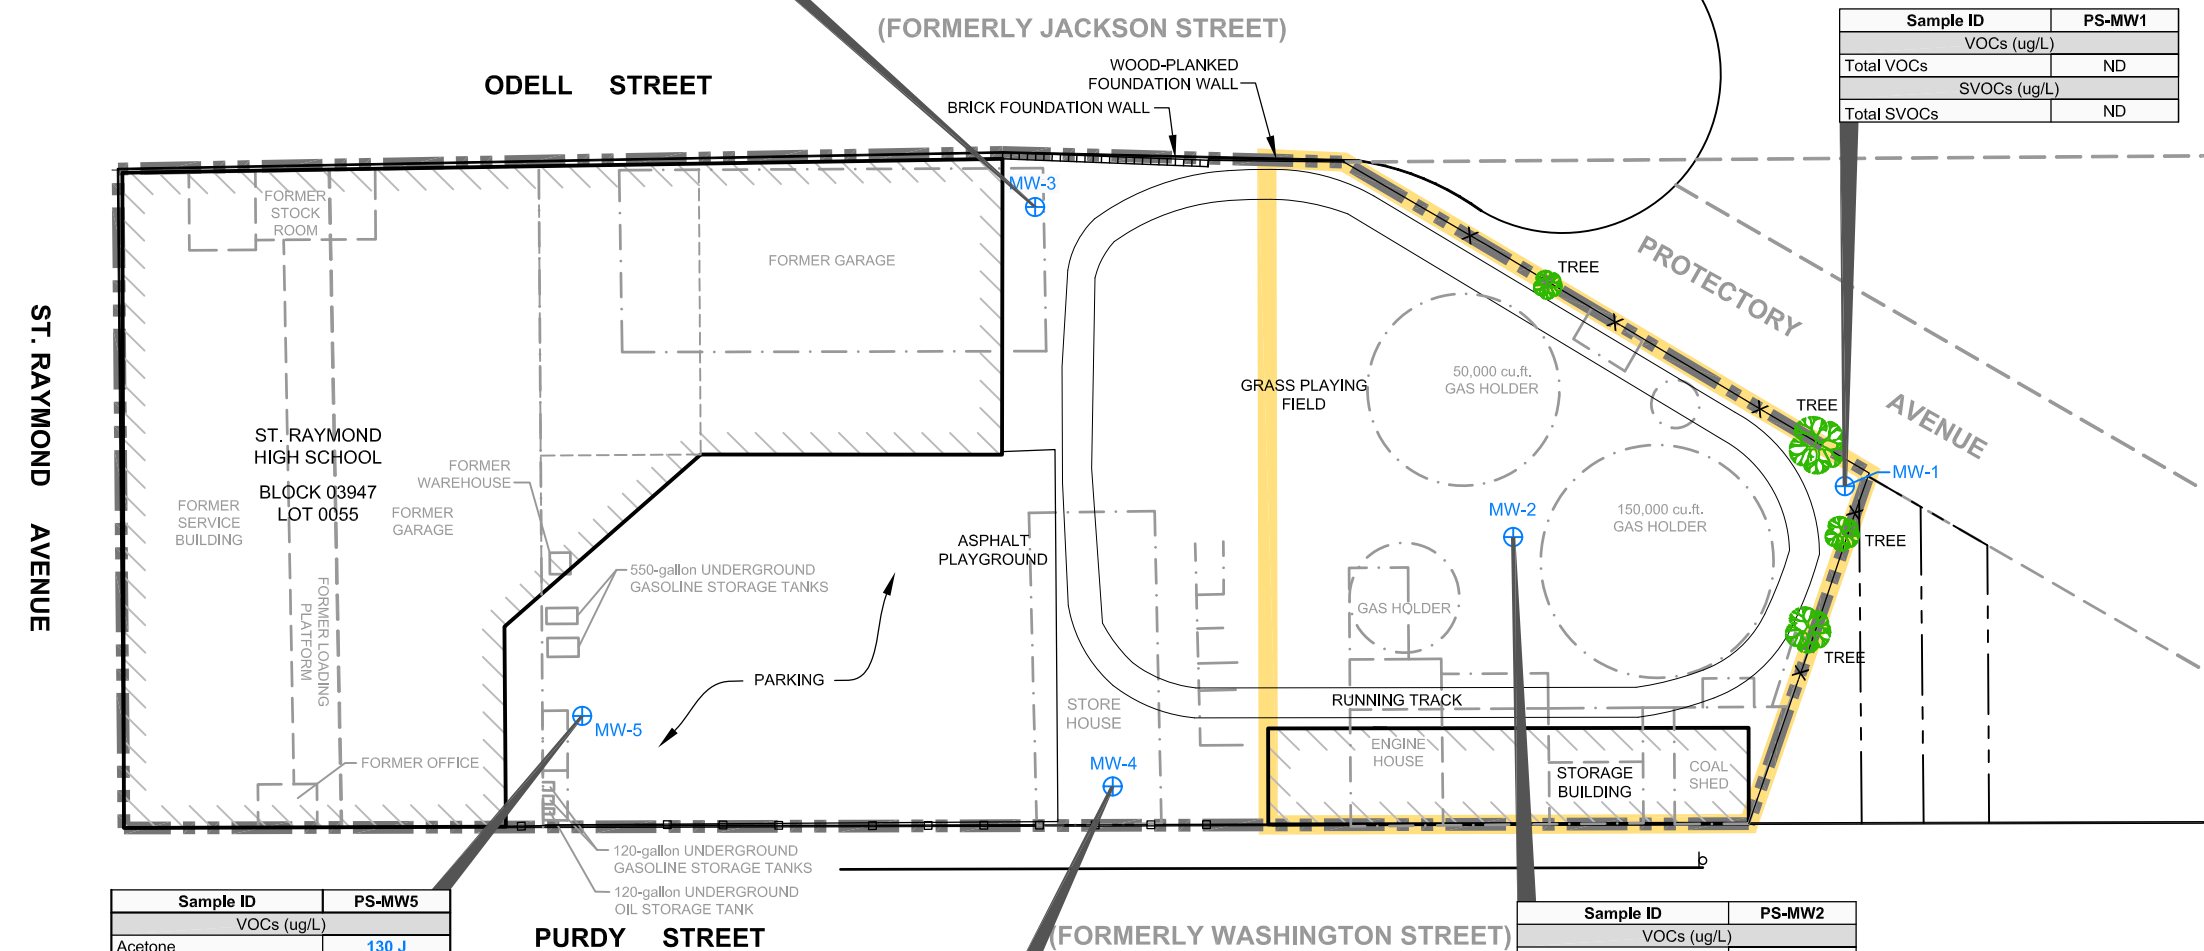 (FORMERLY JACKSON STREET)
Sample ID PS-MW1
VOCs (ug/L)
Total VOCs ND
SVOCs (ug/L)
Total SVOCs ND
ODELL STREET
WOOD-PLANKED
FOUNDATION WALL
BRICK FOUNDATION WALL
MW-3
FORMER
STOCK
ROOM
FORMER GARAGE
TREE
PROTECTORY
AVENUE
ST. RAYMOND AVENUE
50,000 cu.ft.
GAS HOLDER
GRASS PLAYING
FIELD
TREE
ST. RAYMOND
HIGH SCHOOL
BLOCK 03947
LOT 0055
FORMER
WAREHOUSE
MW-1
FORMER
SERVICE
BUILDING
FORMER
GARAGE
MW-2
150,000 cu.ft.
GAS HOLDER
ASPHALT
PLAYGROUND
TREE
550-gallon UNDERGROUND
GASOLINE STORAGE TANKS
FORMER LOADING
PLATFORM
GAS HOLDER
TREE
PARKING
RUNNING TRACK
STORE
HOUSE
MW-5
FORMER OFFICE
MW-4
ENGINE
HOUSE
STORAGE
BUILDING
COAL
SHED
120-gallon UNDERGROUND
GASOLINE STORAGE TANKS
120-gallon UNDERGROUND
OIL STORAGE TANK
b
Sample ID PS-MW5
VOCs (ug/L)
Acetone 130 J
PURDY STREET
(FORMERLY WASHINGTON STREET)
Sample ID PS-MW2
VOCs (ug/L)